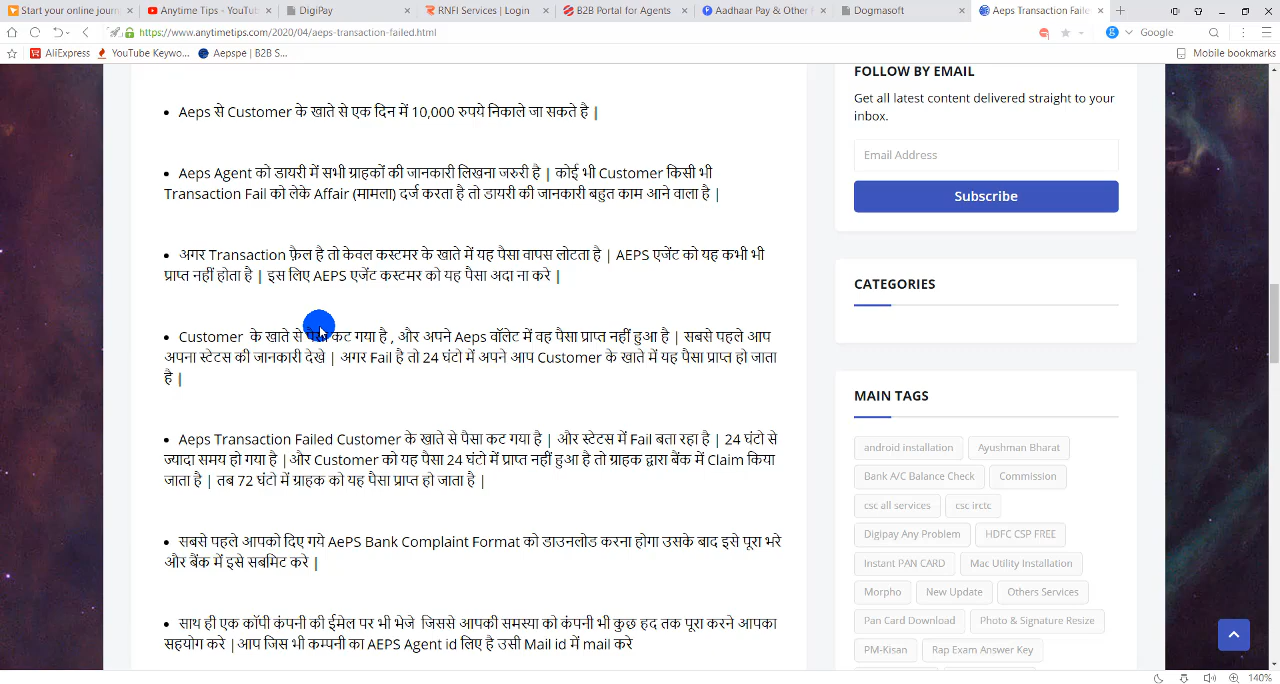 Start your online journ
Anytime Tips - YouTub
DigiPay
RNFI Services | Login
B2B Portal for Agents
Aadhaar Pay & Other
Dogmasoft
Aeps Transaction Faile
https://www.anytimetips.com/2020/04/aeps-transaction-failed.html
Google
AliExpress
YouTube Keywo...
Aepspe | B2B S...
Mobile bookmarks
• Aeps से Customer के खाते से एक दिन में 10,000 रुपये निकाले जा सकते है |
• Aeps Agent को डायरी में सभी ग्राहकों की जानकारी लिखना जरुरी है | कोई भी Customer किसी भी
Transaction Fail को लेके Affair (मामला) दर्ज करता है तो डायरी की जानकारी बहुत काम आने वाला है |
• अगर Transaction फ़ैल है तो केवल कस्टमर के खाते में यह पैसा वापस लोटता है | AEPS एजेंट को यह कभी भी
प्राप्त नहीं होता है | इस लिए AEPS एजेंट कस्टमर को यह पैसा अदा ना करे |
• Customer के खाते से पैसा कट गया है , और अपने Aeps वॉलेट में वह पैसा प्राप्त नहीं हुआ है | सबसे पहले आप
अपना स्टेटस की जानकारी देखे | अगर Fail है तो 24 घंटो में अपने आप Customer के खाते में यह पैसा प्राप्त हो जाता
है |
• Aeps Transaction Failed Customer के खाते से पैसा कट गया है | और स्टेटस में Fail बता रहा है | 24 घंटो से
ज्यादा समय हो गया है | और Customer को यह पैसा 24 घंटो में प्राप्त नहीं हुआ है तो ग्राहक द्वारा बैंक में Claim किया
जाता है | तब 72 घंटो में ग्राहक को यह पैसा प्राप्त हो जाता है |
• सबसे पहले आपको दिए गये AePS Bank Complaint Format को डाउनलोड करना होगा उसके बाद इसे पूरा भरे
और बैंक में इसे सबमिट करे |
• साथ ही एक कॉपी कंपनी की ईमेल पर भी भेजे जिससे आपकी समस्या को कंपनी भी कुछ हद तक पूरा करने आपका
सहयोग करे |आप जिस भी कम्पनी का AEPS Agent id लिए है उसी Mail id में mail करे
FOLLOW BY EMAIL
Get all latest content delivered straight to your
inbox.
Email Address
Subscribe
CATEGORIES
MAIN TAGS
android installation
Ayushman Bharat
Bank A/C Balance Check
Commission
csc all services
csc irctc
Digipay Any Problem
HDFC CSP FREE
Instant PAN CARD
Mac Utility Installation
Morpho
New Update
Others Services
Pan Card Download
Photo & Signature Resize
PM-Kisan
Rap Exam Answer Key
140%